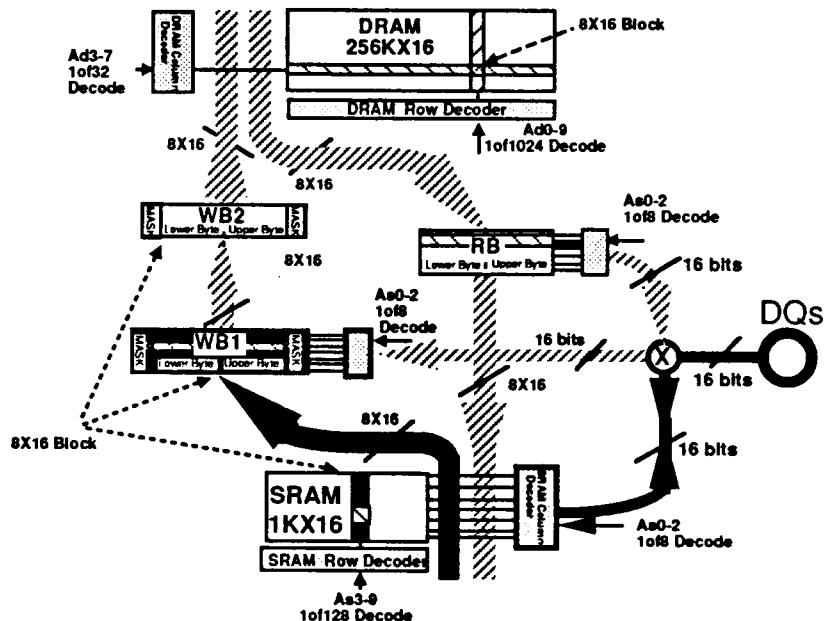 DRAM
256KX16
8X16 Block
DRAM Column
Decoder
Ad3-7
1of32
Decode
DRAM Row Decoder
Ad0-9
1of1024 Decode
8X16
8X16
MASK
WB2
Lower Byte Upper Byte
MASK
8X16
As0-2
1of8 Decode
RB
Lower Byte Upper Byte
16 bits
As0-2
1of8
Decode
MASK
WB1
Lower Byte Upper Byte
MASK
16 bits
X
16 bits
DQs
8X16
8X16
16 bits
8X16 Block
SRAM
1KX16
DRAM Column
Decoder
As0-2
1of8 Decode
SRAM Row Decoder
As3-9
1of128 Decode